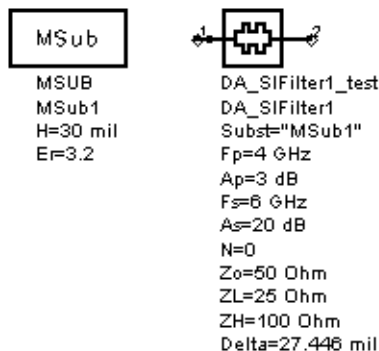 MSub
MSUB
MSub1
H=30 mil
Er=3.2
1
2
DA_SIFilter1_test
DA_SIFilter1
Subst="MSub1"
Fp=4 GHz
Ap=3 dB
Fs=6 GHz
As=20 dB
N=0
Zo=50 Ohm
ZL=25 Ohm
ZH=100 Ohm
Delta=27.446 mil